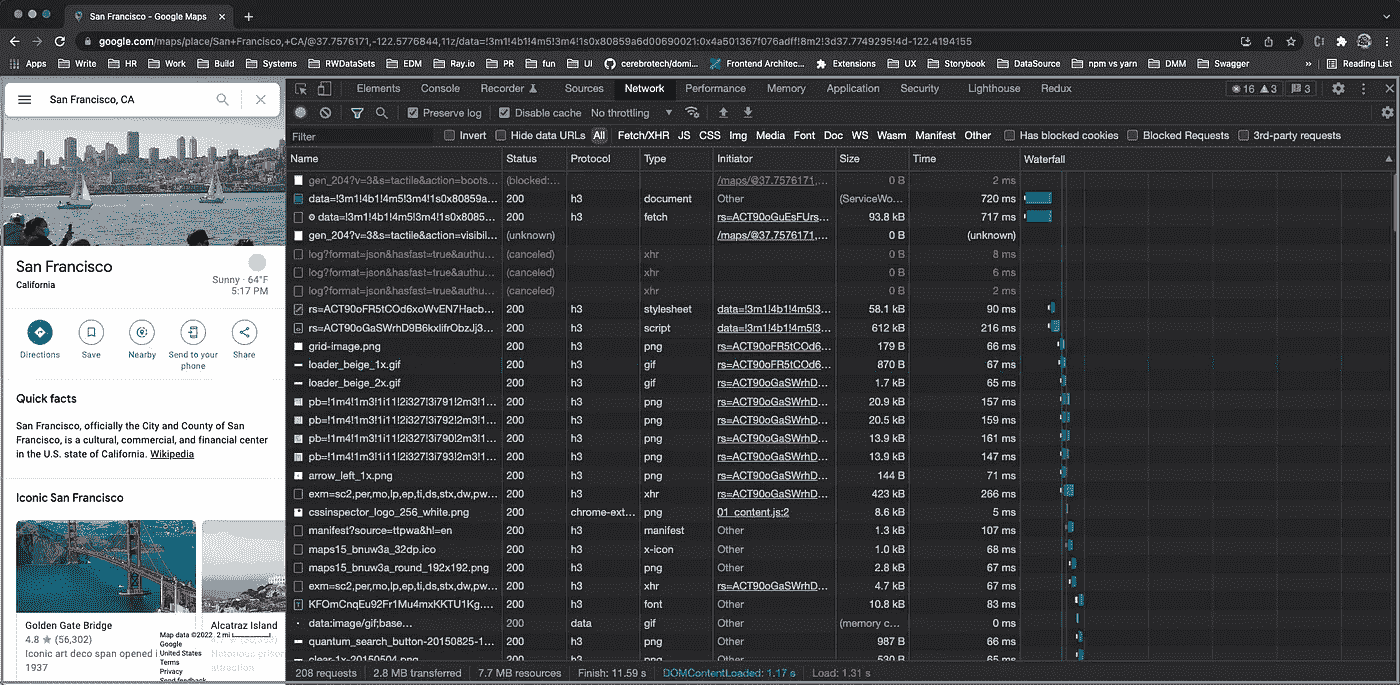 San Francisco - Google Maps
google.com/maps/place/San+Francisco,+CA/@37.7576171,-122.5776844,11z/data=!3m1!4b1!4m5!3m4!1s0x80859a6d00690021:0x4a501367f076adff!8m2!3d37.7749295!4d-122.4194155
Apps Write HR Work Build Systems RWDataSets EDM Ray.io PR fun UI cerebrotech/domi... Frontend Architec... Extensions UX Storybook DataSource npm vs yarn DMM Swagger » Reading List
San Francisco, CA
San Francisco
California
Sunny · 64°F
5:17 PM
Directions Save Nearby Send to your phone Share
Quick facts
San Francisco, officially the City and County of San
Francisco, is a cultural, commercial, and financial center
in the U.S. state of California. Wikipedia
Iconic San Francisco
Golden Gate Bridge Alcatraz Island
4.8 ★ (56,302)
Iconic art deco span opened i
1937
attraction
Map data ©2022 2 mi
Google
United States
Terms
Privacy
Send feedback
Elements Console Recorder Sources Network Performance Memory Application Security Lighthouse Redux 16 3 3
Preserve log Disable cache No throttling
Filter Invert Hide data URLs All Fetch/XHR JS CSS Img Media Font Doc WS Wasm Manifest Other Has blocked cookies Blocked Requests 3rd-party requests
Name Status Protocol Type Initiator Size Time Waterfall
gen_204?v=3&s=tactile&action=boots... (blocked:... /maps/@37.7576171,... 0 B 2 ms
data=!3m1!4b1!4m5!3m4!1s0x80859a... 200 h3 document Other (ServiceWo... 720 ms
data=!3m1!4b1!4m5!3m4!1s0x8085... 200 h3 fetch rs=ACT90oGuEsFUrs... 93.8 kB 717 ms
gen_204?v=3&s=tactile&action=visibili... (unknown) /maps/@37.7576171,... (unknown)
log?format=json&hasfast=true&authu... (canceled) xhr 0 B 8 ms
log?format=json&hasfast=true&authu... (canceled) xhr 0 B 6 ms
log?format=json&hasfast=true&authu... (canceled) xhr 0 B 2 ms
rs=ACT90oFR5tCOd6xoWvEN7Hacb... 200 h3 stylesheet data=!3m1!4b1!4m5!3... 58.1 kB 90 ms
rs=ACT90oGaSWrhD9B6kxlifrObzJj3... 200 h3 script data=!3m1!4b1!4m5!3... 612 kB 216 ms
grid-image.png 200 h3 png rs=ACT90oFR5tCOd6... 179 B 66 ms
loader_beige_1x.gif 200 h3 gif rs=ACT90oFR5tCOd6... 870 B 67 ms
loader_beige_2x.gif 200 h3 gif rs=ACT90oGaSWrhD... 1.7 kB 65 ms
pb=!1m4!1m3!1i11!2i327!3i791!2m3!1... 200 h3 png rs=ACT90oGaSWrhD... 20.9 kB 157 ms
pb=!1m4!1m3!1i11!2i327!3i792!2m3!1... 200 h3 png rs=ACT90oGaSWrhD... 20.5 kB 159 ms
pb=!1m4!1m3!1i11!2i327!3i790!2m3!1... 200 h3 png rs=ACT90oGaSWrhD... 13.9 kB 161 ms
pb=!1m4!1m3!1i11!2i327!3i793!2m3!1... 200 h3 png rs=ACT90oGaSWrhD... 13.9 kB 147 ms
arrow_left_1x.png 200 h3 png rs=ACT90oGaSWrhD... 144 B 71 ms
exm=sc2,per,mo,lp,ep,ti,ds,stx,dw,pw... 200 h3 xhr rs=ACT90oGaSWrhD... 423 kB 266 ms
cssinspector_logo_256_white.png 200 chrome-ext... png 01_content.js:2 8.6 kB 5 ms
manifest?source=ttpwa&hl=en 200 h3 manifest Other 1.3 kB 107 ms
maps15_bnuw3a_32dp.ico 200 h3 x-icon Other 1.0 kB 68 ms
maps15_bnuw3a_round_192x192.png 200 h3 png Other 2.8 kB 67 ms
exm=sc2,per,mo,lp,ep,ti,ds,stx,dw,pw... 200 h3 xhr rs=ACT90oGaSWrhD... 4.7 kB 67 ms
KFOmCnqEu92Fr1Mu4mxKKTU1Kg.... 200 h3 font Other 10.8 kB 83 ms
data:image/gif;base... 200 data gif Other (memory c... 0 ms
quantum_search_button-20150825-1... 200 h3 png Other 987 B 66 ms
clear-1x-20150504.png 200 h3 png Other 530 B 65 ms
208 requests 2.8 MB transferred 7.7 MB resources Finish: 11.59 s DOMContentLoaded: 1.17 s Load: 1.31 s